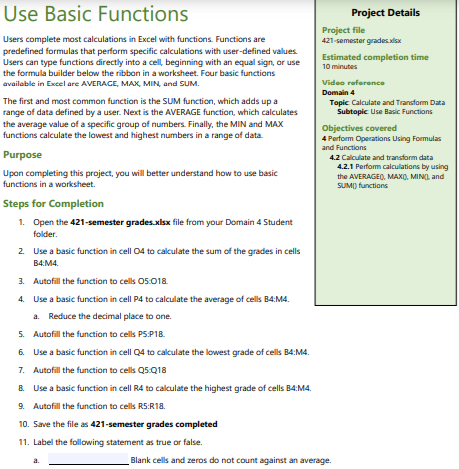 Use Basic Functions
Users complete most calculations in Excel with functions. Functions are
predefined formulas that perform specific calculations with user-defined values.
Users can type functions directly into a cell, beginning with an equal sign, or use
the formula builder below the ribbon in a worksheet. Four basic functions
available in Excel are AVERAGE, MAX, MIN, and SUM.
The first and most common function is the SUM function, which adds up a
range of data defined by a user. Next is the AVERAGE function, which calculates
the average value of a specific group of numbers. Finally, the MIN and MAX
functions calculate the lowest and highest numbers in a range of data.
Purpose
Upon completing this project, you will better understand how to use basic
functions in a worksheet.
Steps for Completion
1. Open the 421-semester grades.xlsx file from your Domain 4 Student
folder.
2. Use a basic function in cell O4 to calculate the sum of the grades in cells
B4:M4.
3. Autofill the function to cells O5:O18.
4. Use a basic function in cell P4 to calculate the average of cells B4:M4.
a. Reduce the decimal place to one.
5. Autofill the function to cells P5:P18.
6. Use a basic function in cell Q4 to calculate the lowest grade of cells B4:M4.
7. Autofill the function to cells Q5:Q18
8. Use a basic function in cell R4 to calculate the highest grade of cells B4:M4.
9. Autofill the function to cells R5:R18.
10. Save the file as 421-semester grades completed
11. Label the following statement as true or false.
a. Blank cells and zeros do not count against an average.
Project Details
Project file
421-semester grades.xlsx
Estimated completion time
10 minutes
Video reference
Domain 4
Topic: Calculate and Transform Data
Subtopic: Use Basic Functions
Objectives covered
4 Perform Operations Using Formulas
and Functions
4.2 Calculate and transform data
4.2.1 Perform calculations by using
the AVERAGE(), MAX(), MIN(), and
SUM() functions